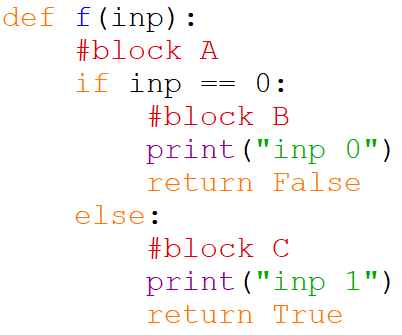 def f(inp):
    #block A
    if inp == 0:
        #block B
        print("inp 0")
        return False
    else:
        #block C
        print("inp 1")
        return True